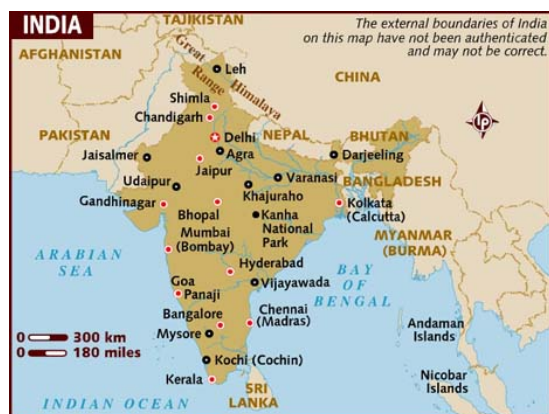 INDIA
The external boundaries of India
on this map have not been authenticated
and may not be correct.
TAJIKISTAN
AFGHANISTAN
Great
Range
Himalaya
Leh
CHINA
Shimla
Chandigarh
PAKISTAN
Delhi
NEPAL
BHUTAN
Jaisalmer
Agra
Darjeeling
Jaipur
Udaipur
Varanasi
BANGLADESH
Khajuraho
Gandhinagar
Bhopal
Kanha
National
Park
Kolkata
(Calcutta)
Mumbai
(Bombay)
MYANMAR
(BURMA)
ARABIAN
SEA
Hyderabad
BAY
OF
BENGAL
Goa
Panaji
Vijayawada
Bangalore
Chennai
(Madras)
Mysore
Andaman
Islands
0 300 km
0 180 miles
Kochi (Cochin)
Kerala
SRI
LANKA
Nicobar
Islands
INDIAN OCEAN
lp